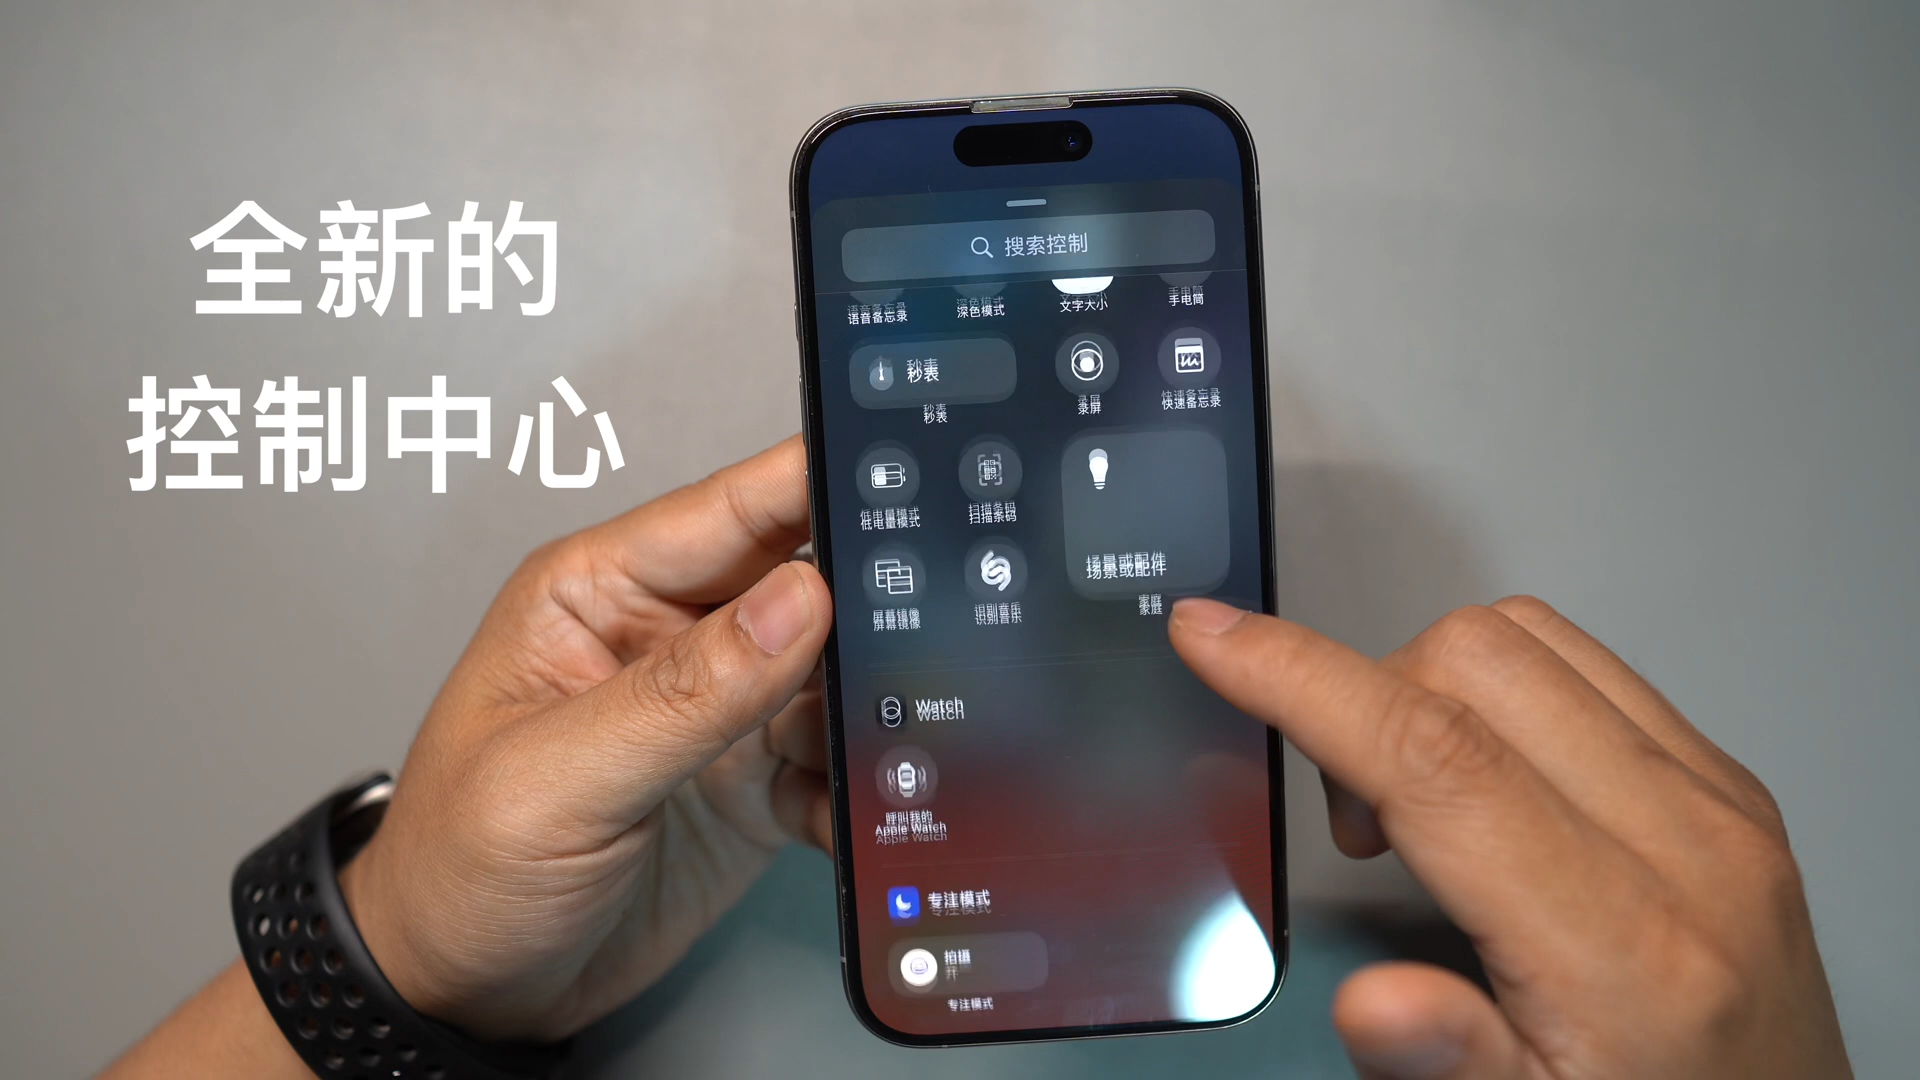 全新的
控制中心
搜索控制
语音备忘录
深色模式
文字大小
手电筒
秒表
秒表
录屏
快速备忘录
低电量模式
扫描条码
场景或配件
家庭
屏幕镜像
识别音乐
Watch
呼叫我的
Apple Watch
专注模式
拍摄
开
专注模式